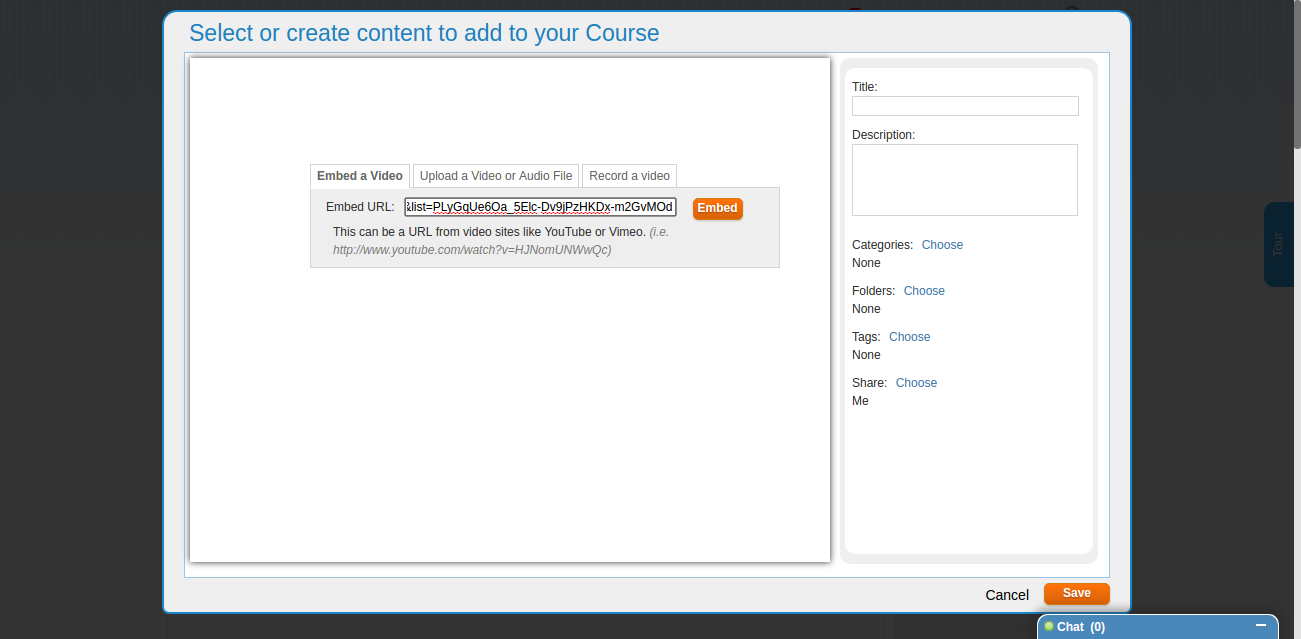 Select or create content to add to your Course
Embed a Video
Upload a Video or Audio File
Record a video
Embed URL:
&list=PLyGqUe6Oa_5Elc-Dv9jPzHKDx-m2GvMOd
Embed
This can be a URL from video sites like YouTube or Vimeo. (i.e.
http://www.youtube.com/watch?v=HJNomUNWwQc)
Title:
Description:
Categories: Choose
None
Folders: Choose
None
Tags: Choose
None
Share: Choose
Me
Tour
Cancel
Save
Chat (0)